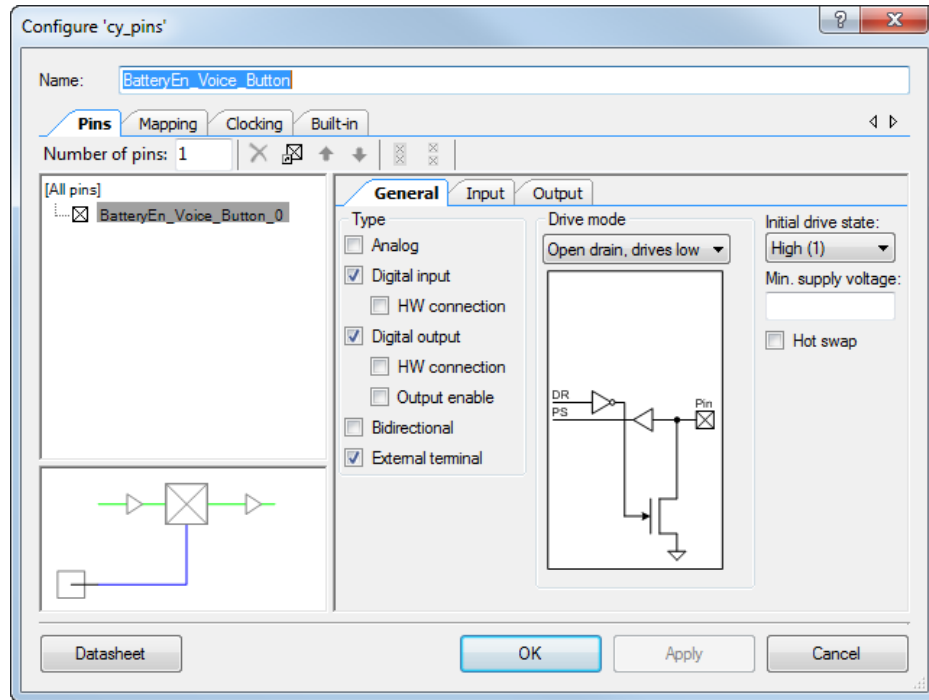 Configure 'cy_pins'
Name: BatteryEn_Voice_Button
Pins Mapping Clocking Built-in
Number of pins: 1
[All pins]
BatteryEn_Voice_Button_0
General Input Output
Type
Analog
Digital input
HW connection
Digital output
HW connection
Output enable
Bidirectional
External terminal
Drive mode
Open drain, drives low
DR
PS
Pin
Initial drive state:
High (1)
Min. supply voltage:
Hot swap
Datasheet OK Apply Cancel